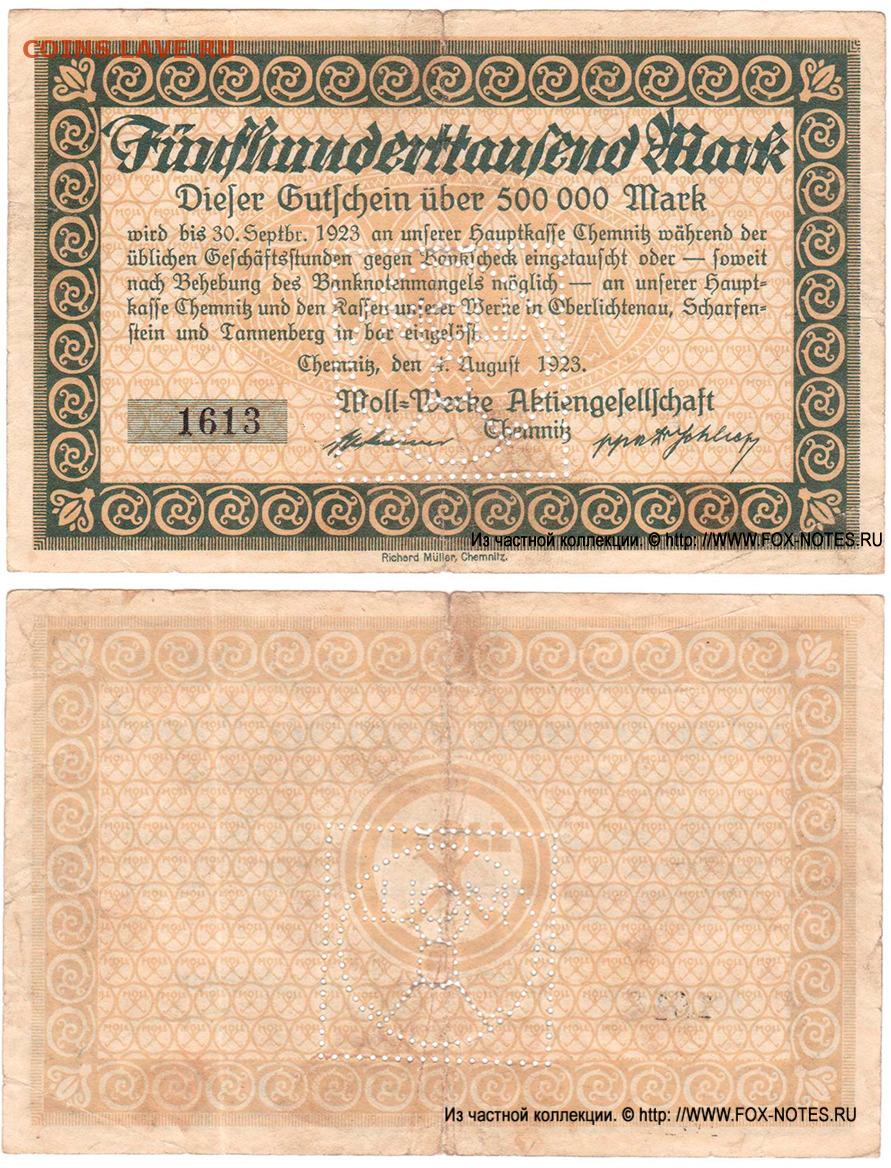 COINS.LAVE.RU
Fünfhunderttausend Mark
Dieſer Gutſchein über 500 000 Mark
wird bis 30. Septbr. 1923 an unſerer Hauptkaſſe Chemnitz während der
üblichen Geſchäftsſtunden gegen Bankſcheck eingetauſcht oder — ſoweit
nach Behebung des Banknotenmangels möglich — an unſerer Haupt-
kaſſe Chemnitz und den Kaſſen unſerer Werke in Oberlichtenau, Scharfen-
ſtein und Tannenberg in bar eingelöſt.
Chemnitz, den 4. August 1923.
Moll=Werke Aktiengeſellſchaft
Chemnitz
1613
Из частной коллекции. © http: //WWW.FOX-NOTES.RU
Richard Müller, Chemnitz.
MOLL
Из частной коллекции. © http: //WWW.FOX-NOTES.RU